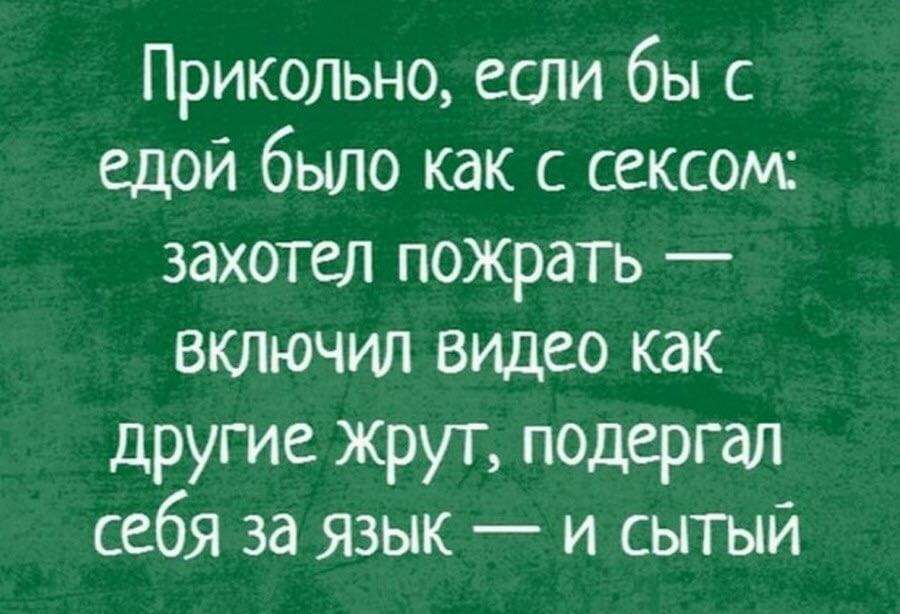 Прикольно, если бы с
едой было как с сексом:
захотел пожрать —
включил видео как
другие жрут, подергал
себя за язык — и сытый